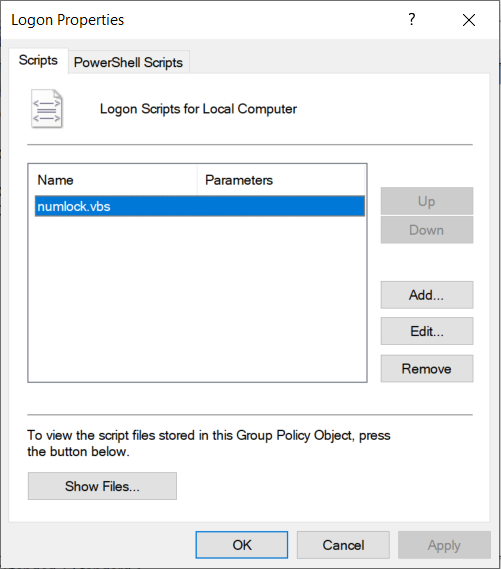 Logon Properties
Scripts
PowerShell Scripts
Logon Scripts for Local Computer
Name Parameters
numlock.vbs
Up
Down
Add...
Edit...
Remove
To view the script files stored in this Group Policy Object, press
the button below.
Show Files...
OK Cancel Apply